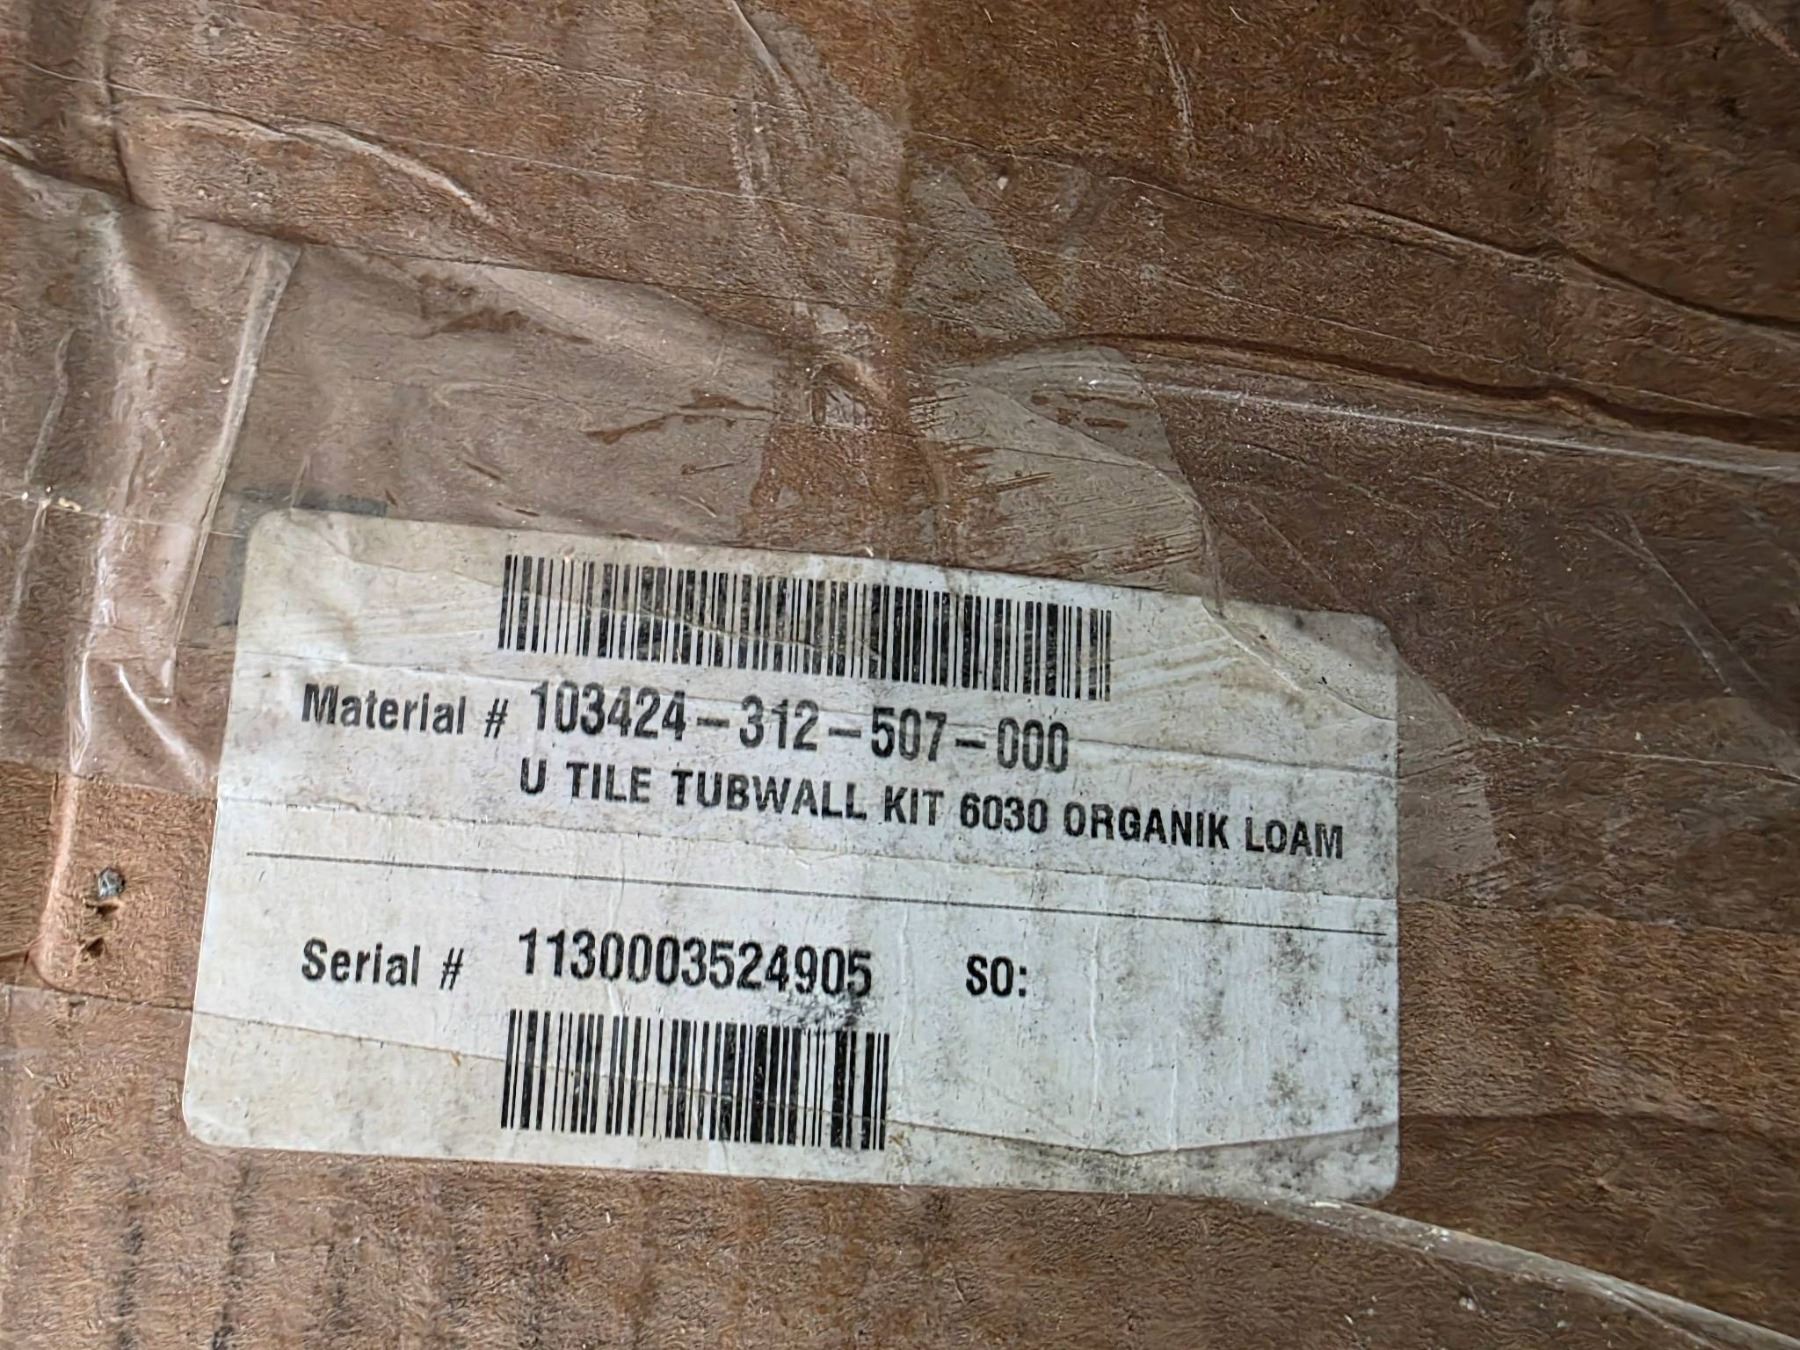 Material # 103424-312-507-000
U TILE TUBWALL KIT 6030 ORGANIK LOAM
Serial # 1130003524905 SO: